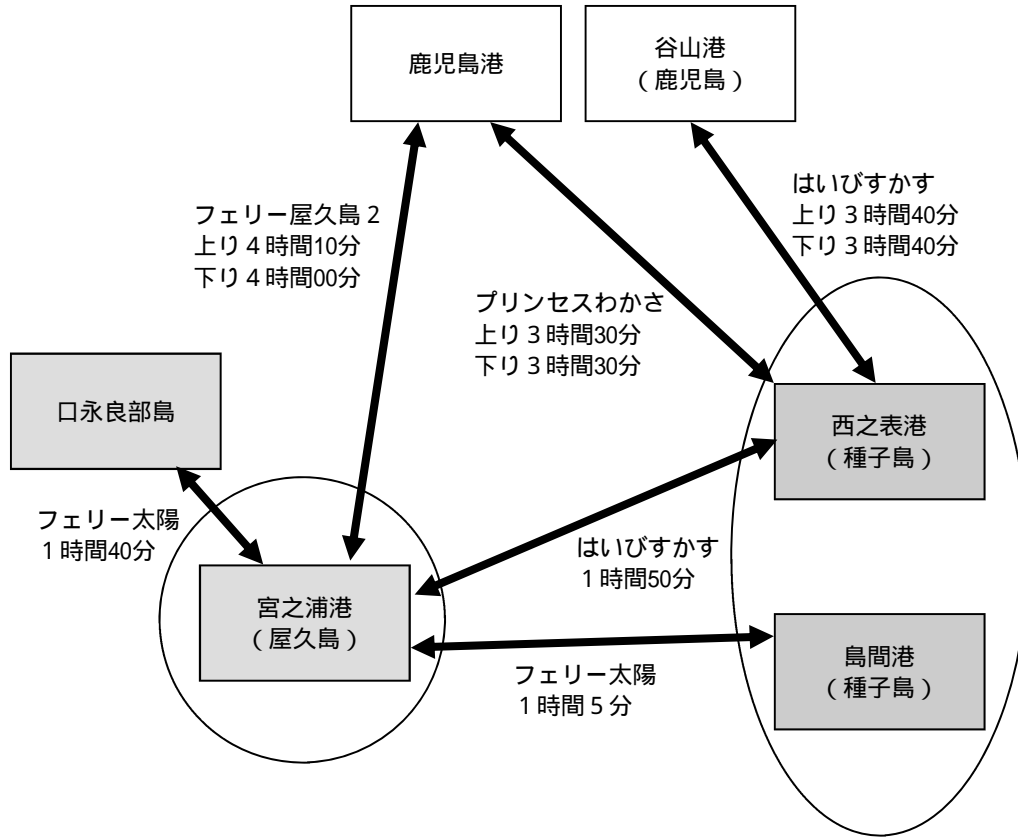 鹿児島港
谷山港
（鹿児島）
はいびすかす
上り３時間40分
下り３時間40分
フェリー屋久島２
上り４時間10分
下り４時間00分
プリンセスわかさ
上り３時間30分
下り３時間30分
口永良部島
西之表港
（種子島）
フェリー太陽
１時間40分
はいびすかす
１時間50分
宮之浦港
（屋久島）
島間港
（種子島）
フェリー太陽
１時間５分